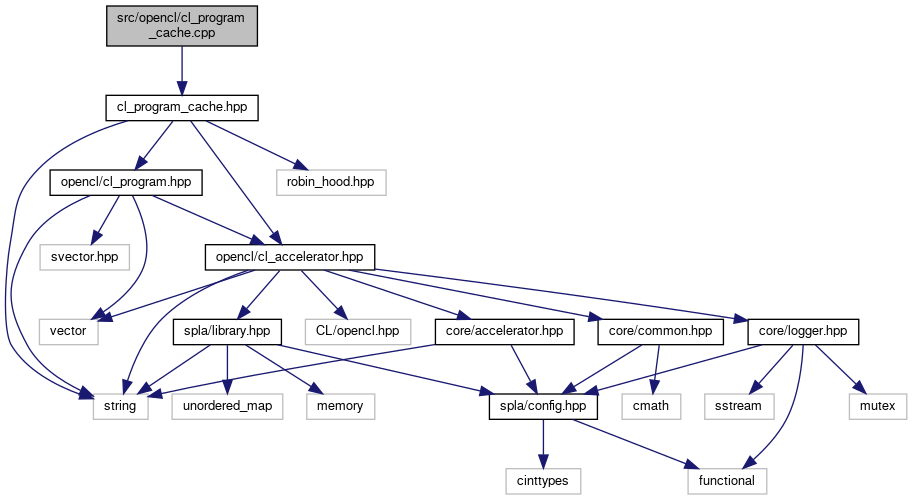 src/opencl/cl_program
_cache.cpp
cl_program_cache.hpp
opencl/cl_program.hpp
robin_hood.hpp
svector.hpp
opencl/cl_accelerator.hpp
vector
spla/library.hpp
CL/opencl.hpp
core/accelerator.hpp
core/common.hpp
core/logger.hpp
string
unordered_map
memory
spla/config.hpp
cmath
sstream
mutex
cinttypes
functional